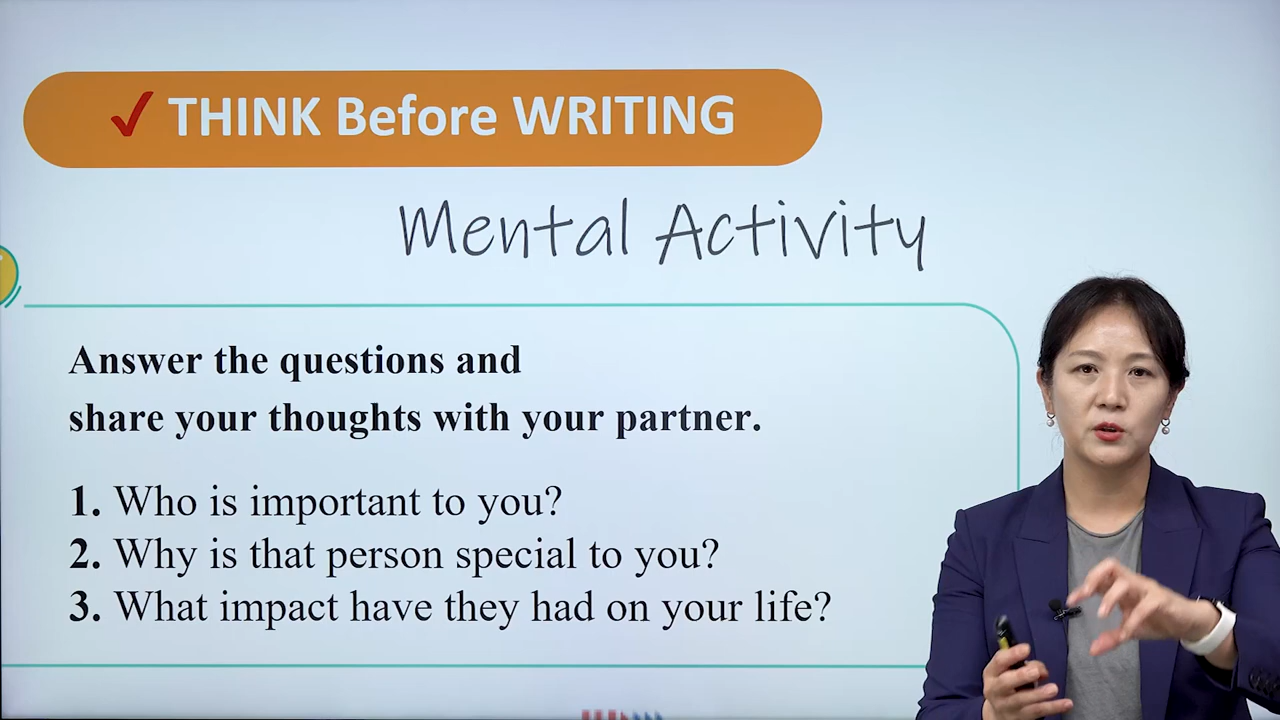 ✓ THINK Before WRITING
Mental Activity
Answer the questions and
share your thoughts with your partner.
1. Who is important to you?
2. Why is that person special to you?
3. What impact have they had on your life?